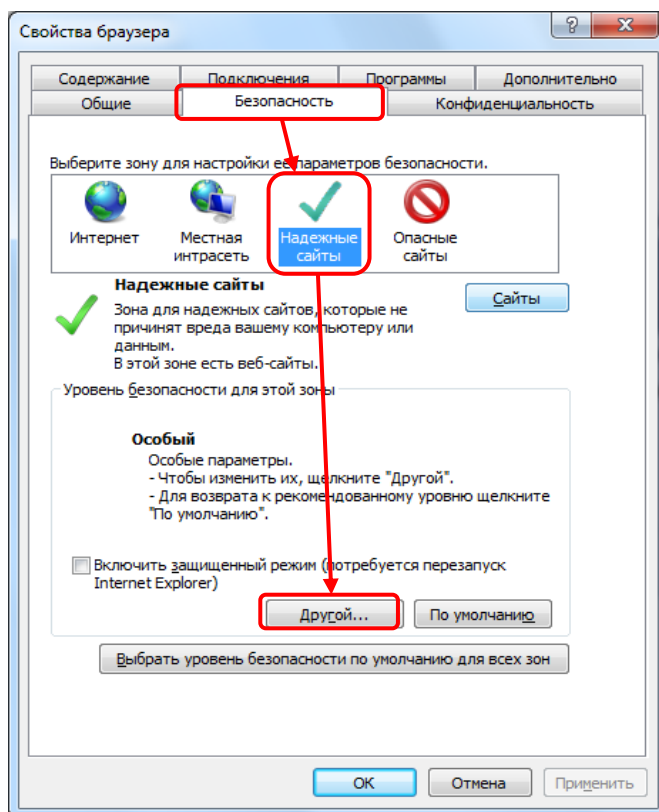 Свойства браузера
Содержание Подключения Программы Дополнительно
Общие Безопасность Конфиденциальность
Выберите зону для настройки ее параметров безопасности.
Интернет Местная интрасеть Надежные сайты Опасные сайты
Надежные сайты
Сайты
Зона для надежных сайтов, которые не
причинят вреда вашему компьютеру или
данным.
В этой зоне есть веб-сайты.
Уровень безопасности для этой зоны
Особый
Особые параметры.
- Чтобы изменить их, щелкните "Другой".
- Для возврата к рекомендованному уровню щелкните
"По умолчанию".
Включить защищенный режим (потребуется перезапуск
Internet Explorer)
Другой... По умолчанию
Выбрать уровень безопасности по умолчанию для всех зон
ОК Отмена Применить